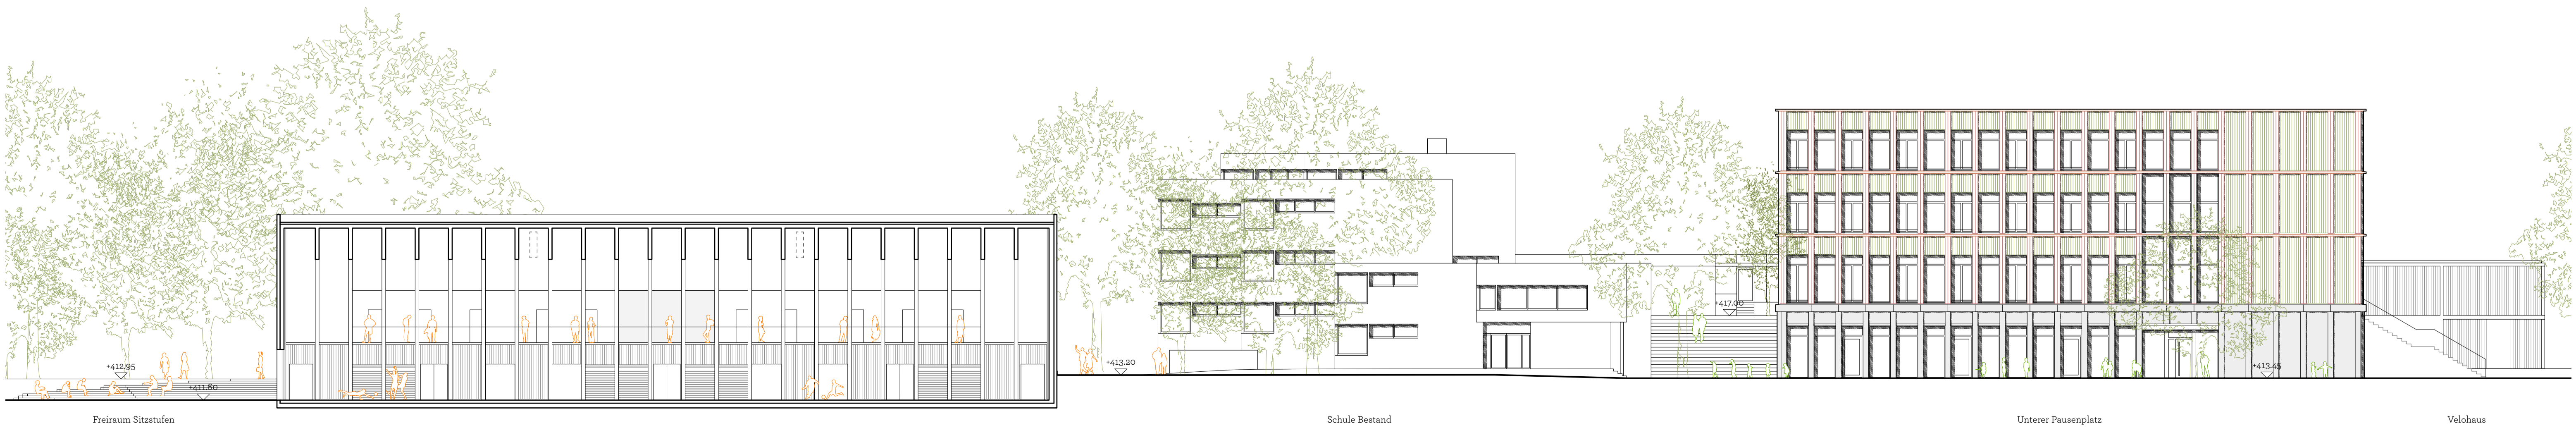 +417.00
+412.95
+411.60
+413.20
+413.45
Freiraum Sitzstufen
Schule Bestand
Unterer Pausenplatz
Velohaus